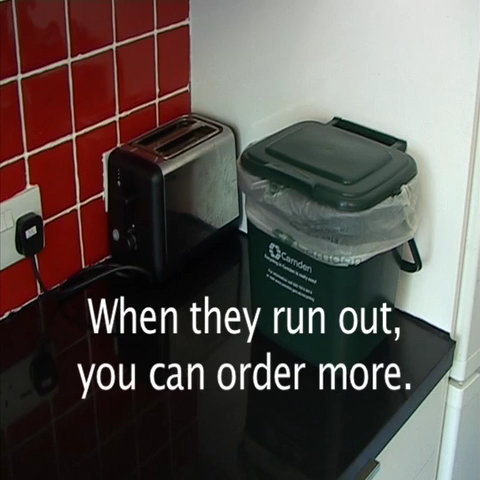 Camden
When they run out,
you can order more.